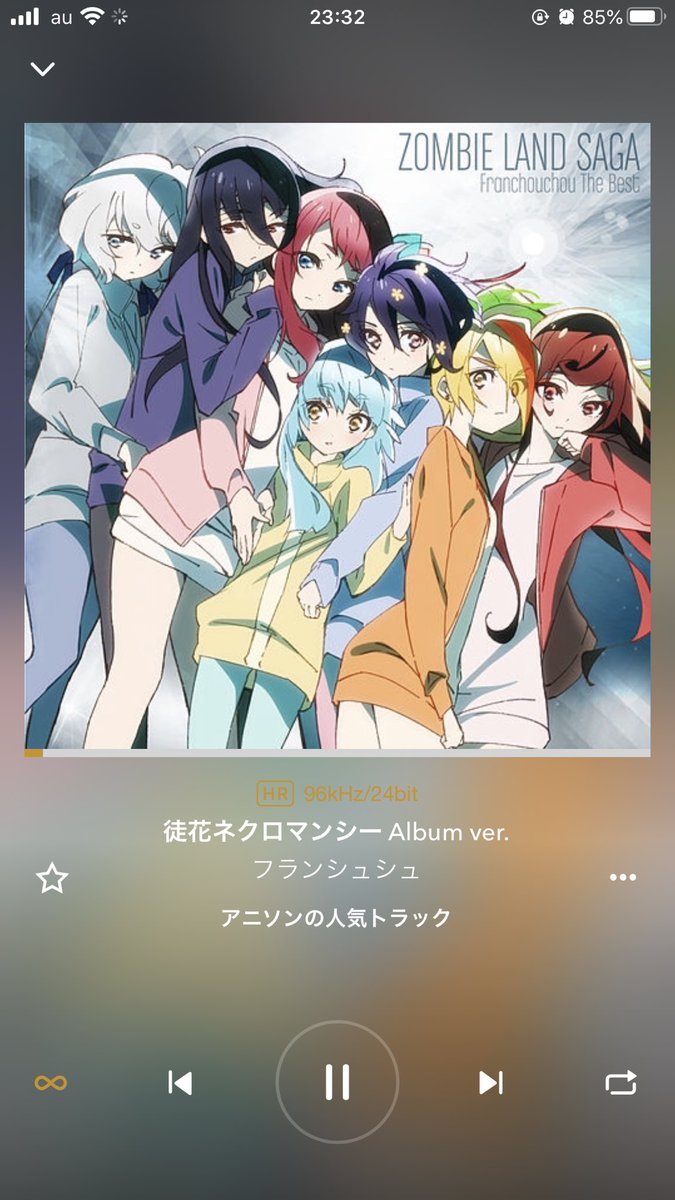 au 23:32 85%
ZOMBIE LAND SAGA
Franchouchou The Best
HR 96kHz/24bit
徒花ネクロマンシー Album ver.
フランシュシュ
アニソンの人気トラック